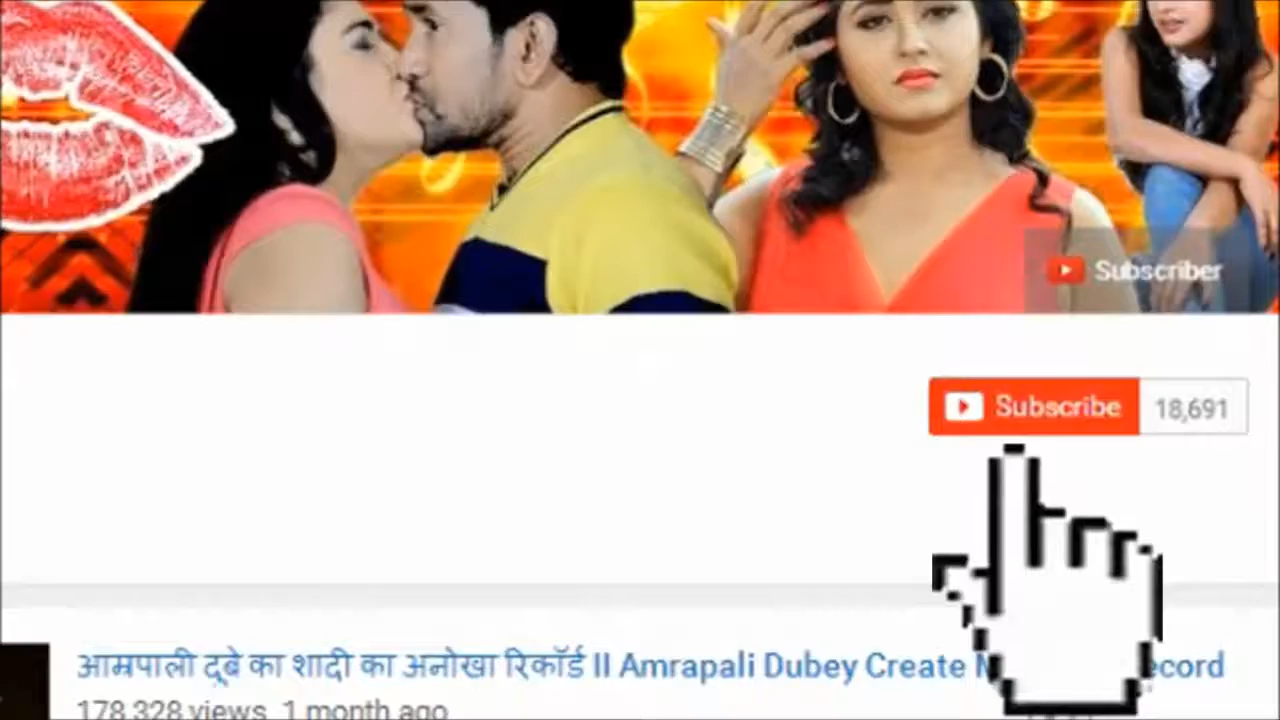 Subscriber
Subscribe 18,691
आम्रपाली दूबे का शादी का अनोखा रिकॉर्ड II Amrapali Dubey Create
178,328 views 1 month ago